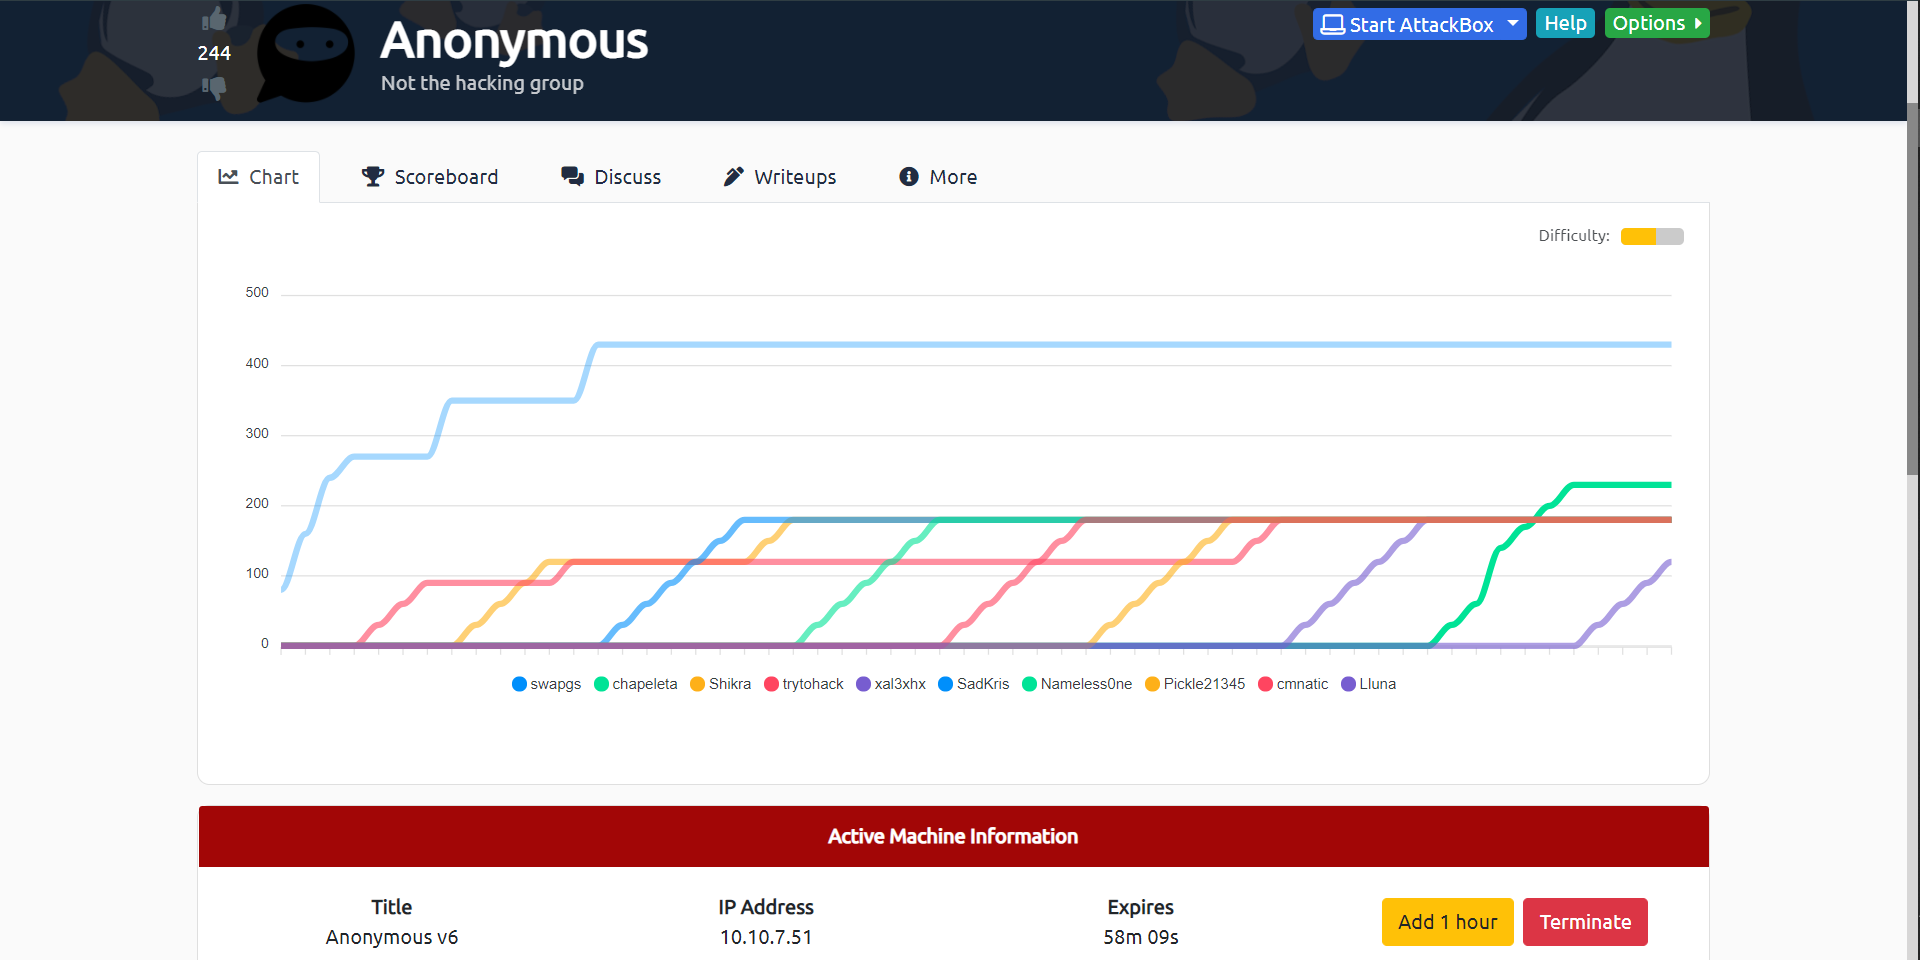 244
Anonymous
Not the hacking group
Start AttackBox
Help
Options
Chart
Scoreboard
Discuss
Writeups
More
Difficulty:
500
400
300
200
100
0
swapgs chapeleta Shikra trytohack xal3xhx SadKris Nameless0ne Pickle21345 cmnatic Lluna
Active Machine Information
Title
Anonymous v6
IP Address
10.10.7.51
Expires
58m 09s
Add 1 hour
Terminate